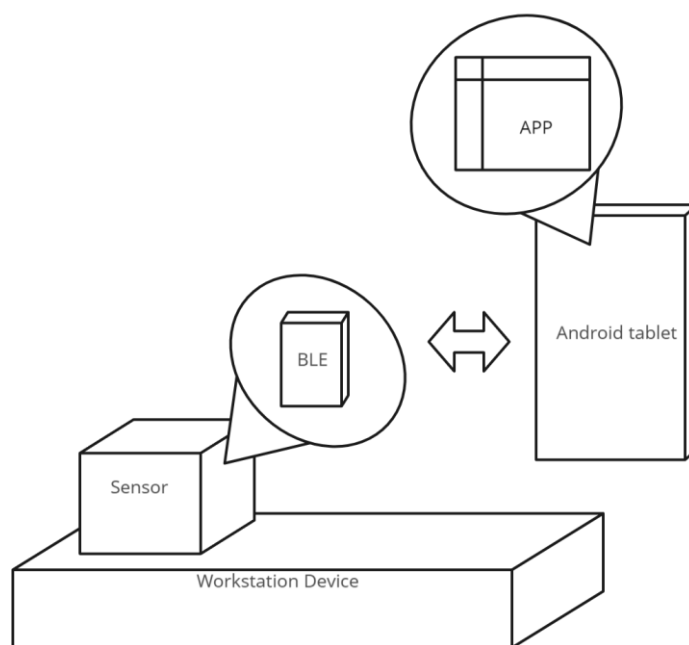 APP
Android tablet
BLE
Sensor
Workstation Device